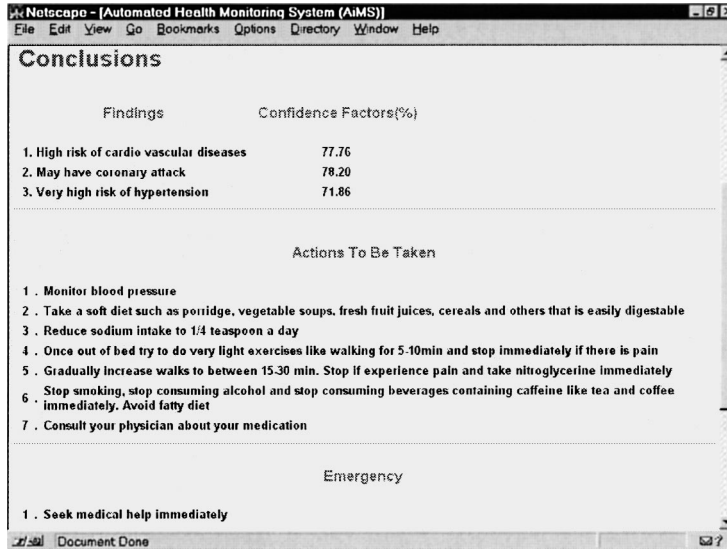 Netscape - [Automated Health Monitoring System (AiMS)]
File Edit View Go Bookmarks Options Directory Window Help
Conclusions
Findings Confidence Factors(%)
1. High risk of cardio vascular diseases 77.76
2. May have coronary attack 78.20
3. Very high risk of hypertension 71.86
Actions To Be Taken
1 . Monitor blood pressure
2 . Take a soft diet such as porridge, vegetable soups, fresh fruit juices, cereals and others that is easily digestable
3 . Reduce sodium intake to 1/4 teaspoon a day
4 . Once out of bed try to do very light exercises like walking for 5-10min and stop immediately if there is pain
5 . Gradually increase walks to between 15-30 min. Stop if experience pain and take nitroglycerine immediately
6 . Stop smoking, stop consuming alcohol and stop consuming beverages containing caffeine like tea and coffee
immediately. Avoid fatty diet
7 . Consult your physician about your medication
Emergency
1 . Seek medical help immediately
Document Done